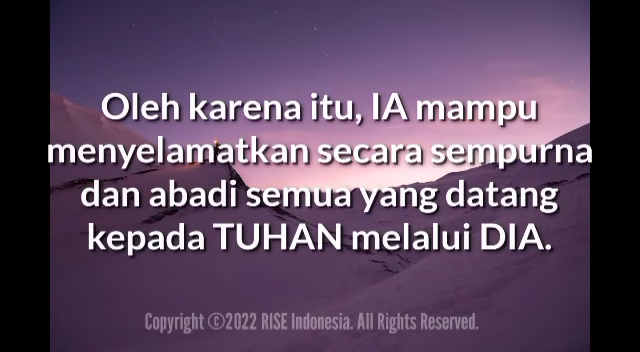 Oleh karena itu, IA mampu
menyelamatkan secara sempurna
dan abadi semua yang datang
kepada TUHAN melalui DIA.
Copyright ©2022 RISE Indonesia. All Rights Reserved.